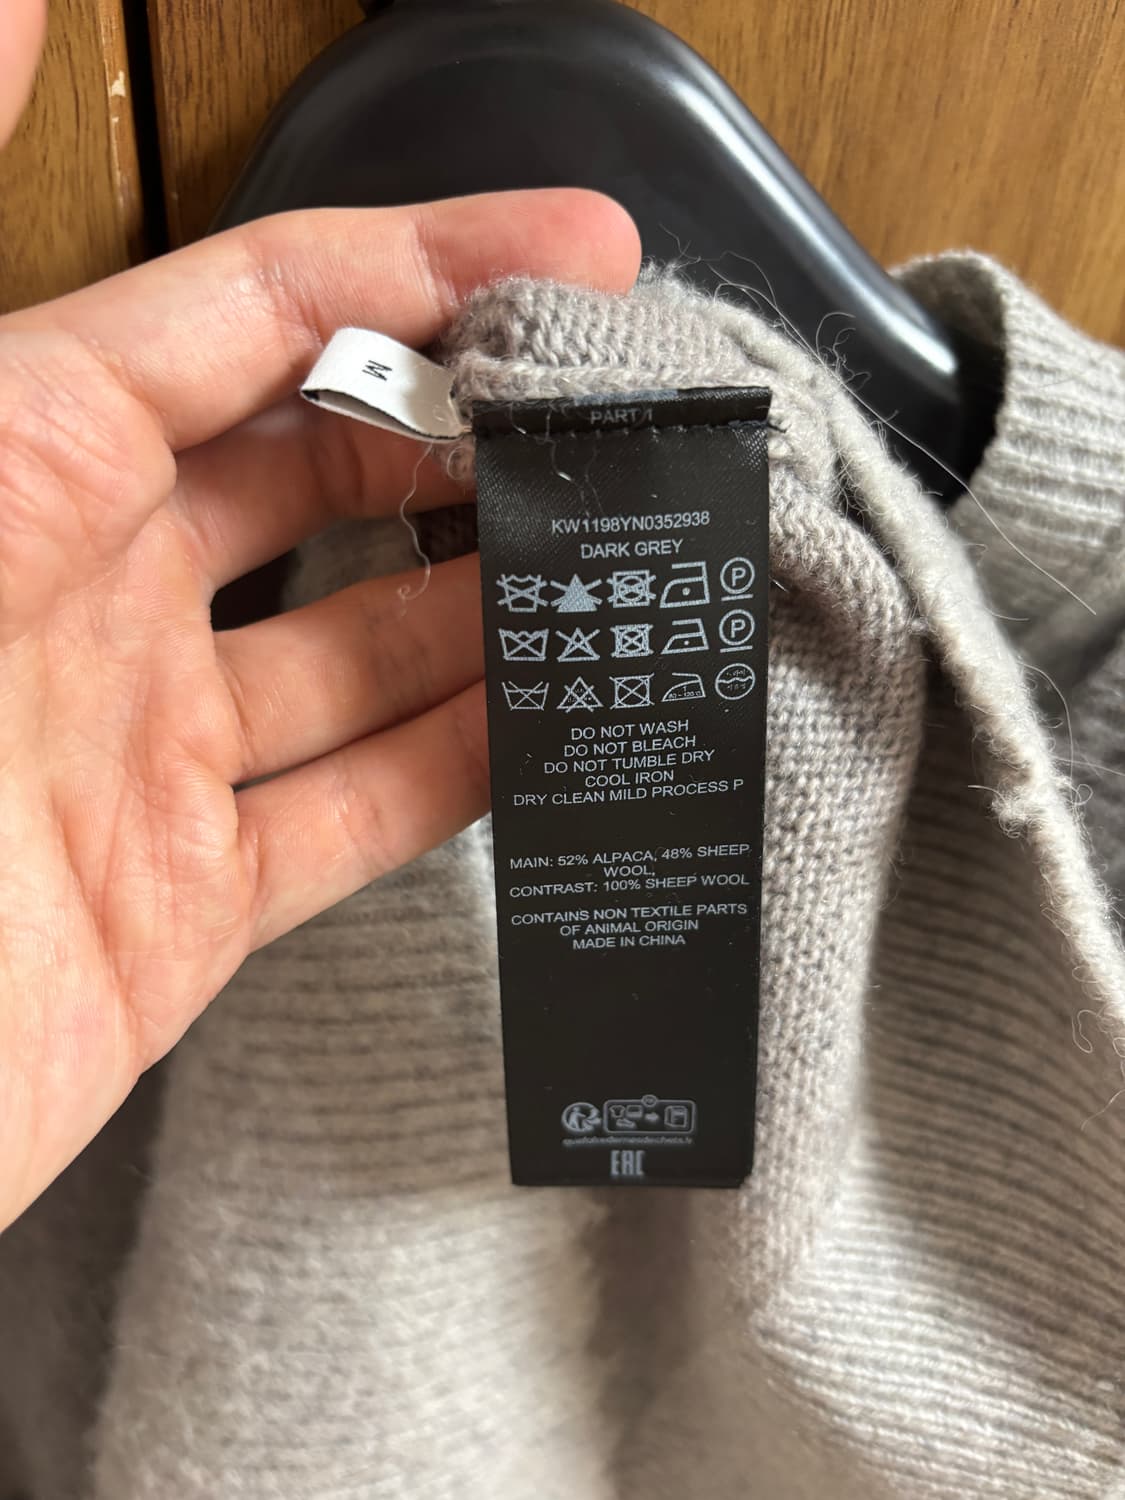 M
PART 1
KW1198YN0352938
DARK GREY
P
P
DO NOT WASH
DO NOT BLEACH
DO NOT TUMBLE DRY
COOL IRON
DRY CLEAN MILD PROCESS P
MAIN: 52% ALPACA, 48% SHEEP
WOOL,
CONTRAST: 100% SHEEP WOOL
CONTAINS NON TEXTILE PARTS
OF ANIMAL ORIGIN
MADE IN CHINA
EAC